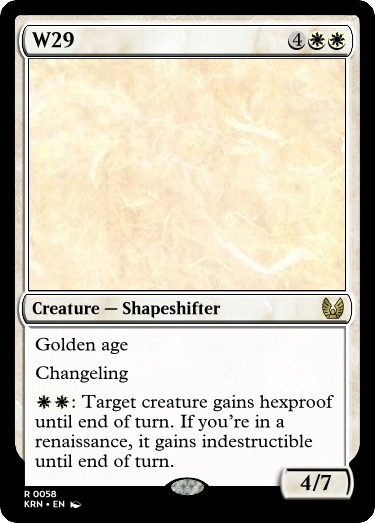 W29 4
Creature — Shapeshifter
Golden age
Changeling
: Target creature gains hexproof
until end of turn. If you're in a
renaissance, it gains indestructible
until end of turn.
4/7
R 0058
KRN • EN